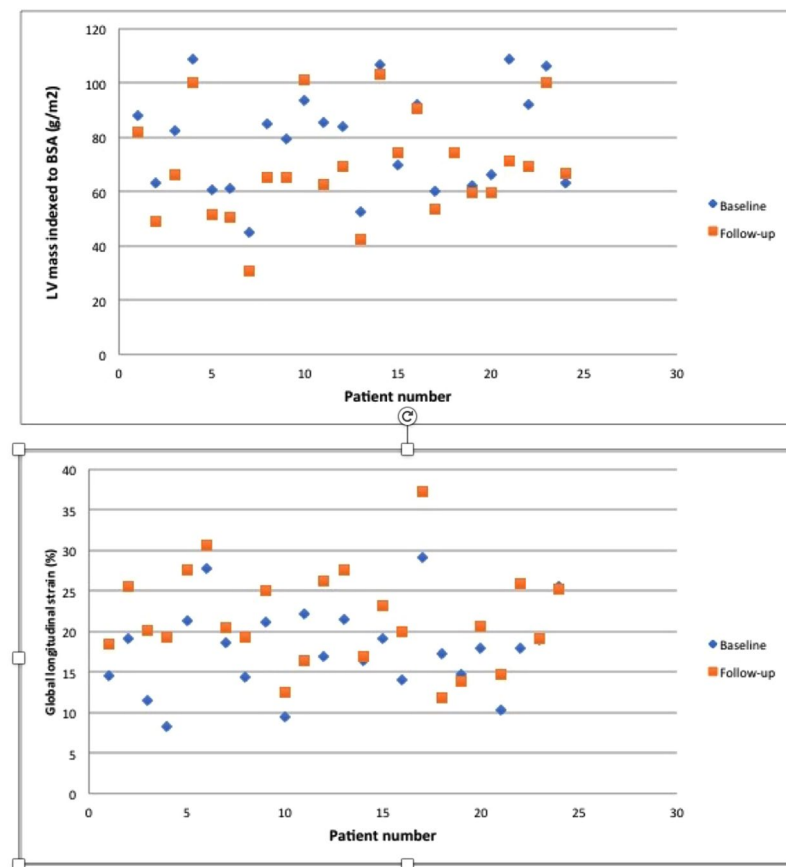 120
100
80
60
40
20
0
LV mass indexed to BSA (g/m2)
0 5 10 15 20 25 30
Patient number
Baseline
Follow-up
40
35
30
25
20
15
10
5
0
Global longitudinal strain (%)
0 5 10 15 20 25 30
Patient number
Baseline
Follow-up